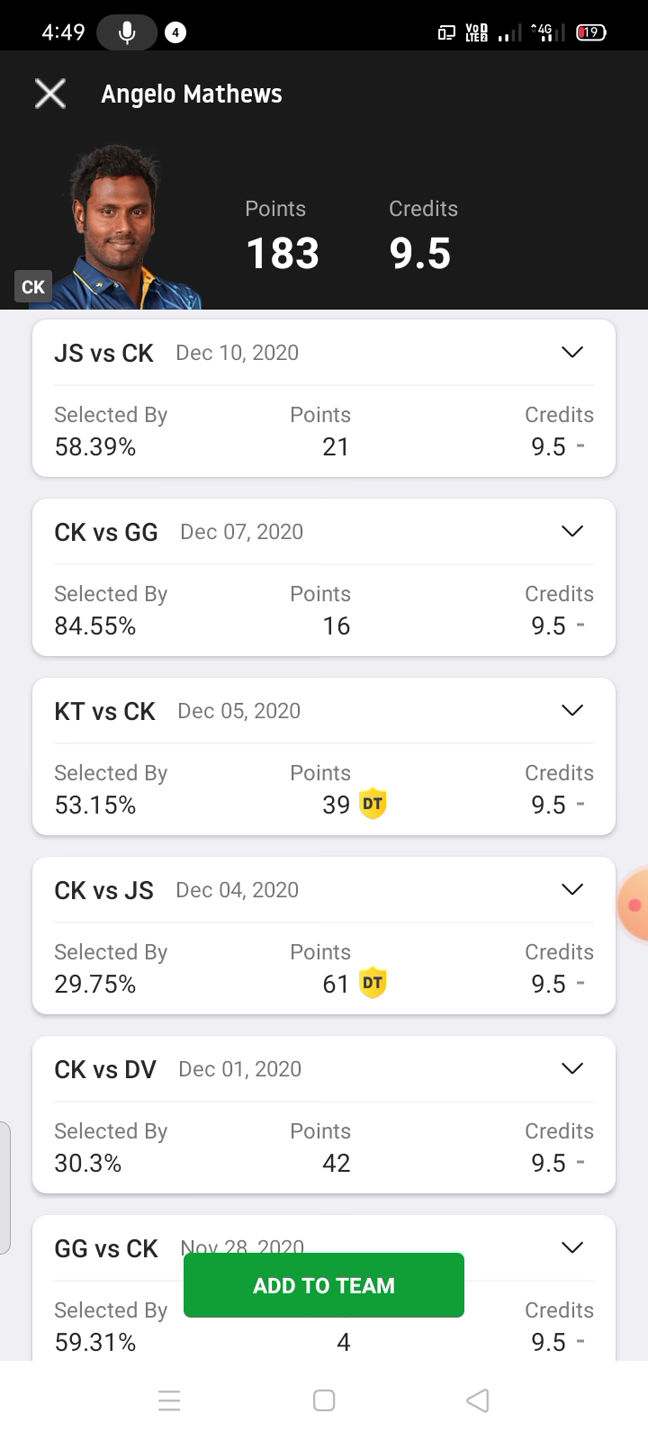 4:49 4 Vo D LTE 2 4G 19
Angelo Mathews
Points Credits
183 9.5
CK
JS vs CK Dec 10, 2020
Selected By Points Credits
58.39% 21 9.5 -
CK vs GG Dec 07, 2020
Selected By Points Credits
84.55% 16 9.5 -
KT vs CK Dec 05, 2020
Selected By Points Credits
53.15% 39 DT 9.5 -
CK vs JS Dec 04, 2020
Selected By Points Credits
29.75% 61 DT 9.5 -
CK vs DV Dec 01, 2020
Selected By Points Credits
30.3% 42 9.5 -
GG vs CK Nov 28, 2020
ADD TO TEAM
Selected By Credits
59.31% 4 9.5 -